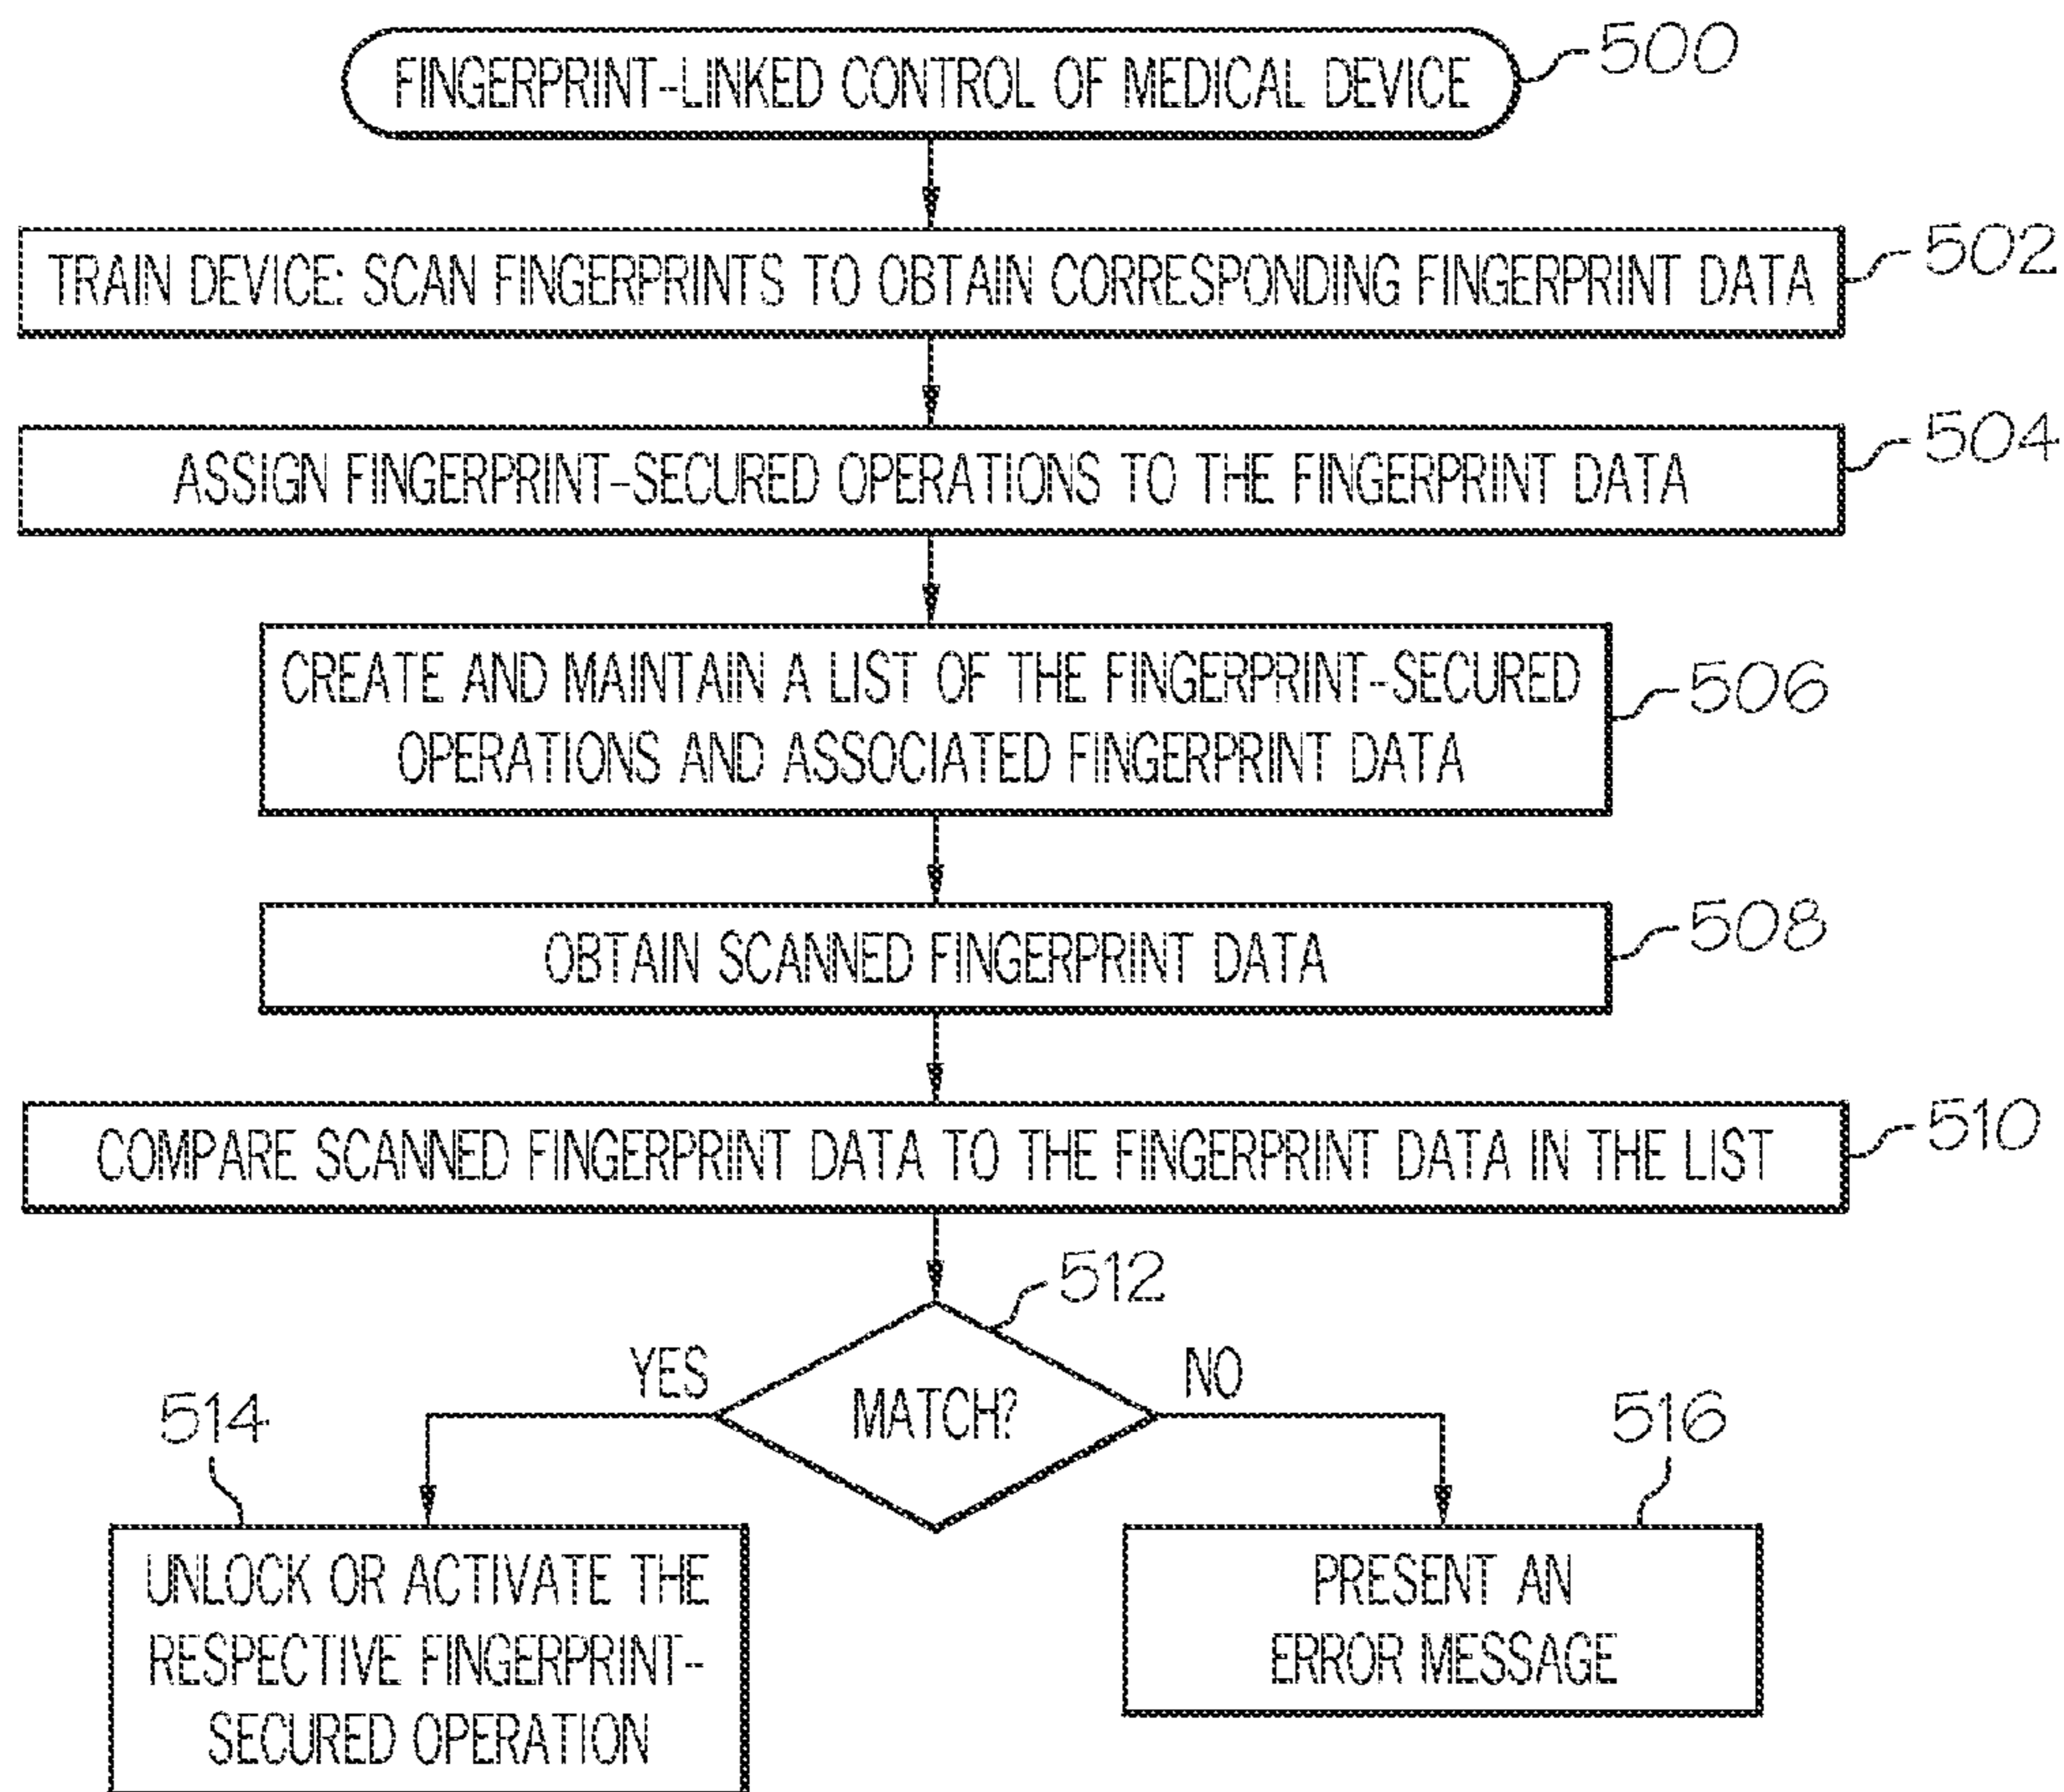 FINGERPRINT-LINKED CONTROL OF MEDICAL DEVICE
500
TRAIN DEVICE: SCAN FINGERPRINTS TO OBTAIN CORRESPONDING FINGERPRINT DATA
502
ASSIGN FINGERPRINT-SECURED OPERATIONS TO THE FINGERPRINT DATA
504
CREATE AND MAINTAIN A LIST OF THE FINGERPRINT-SECURED
OPERATIONS AND ASSOCIATED FINGERPRINT DATA
506
OBTAIN SCANNED FINGERPRINT DATA
508
COMPARE SCANNED FINGERPRINT DATA TO THE FINGERPRINT DATA IN THE LIST
510
512
MATCH?
YES
NO
514
UNLOCK OR ACTIVATE THE
RESPECTIVE FINGERPRINT-
SECURED OPERATION
516
PRESENT AN
ERROR MESSAGE